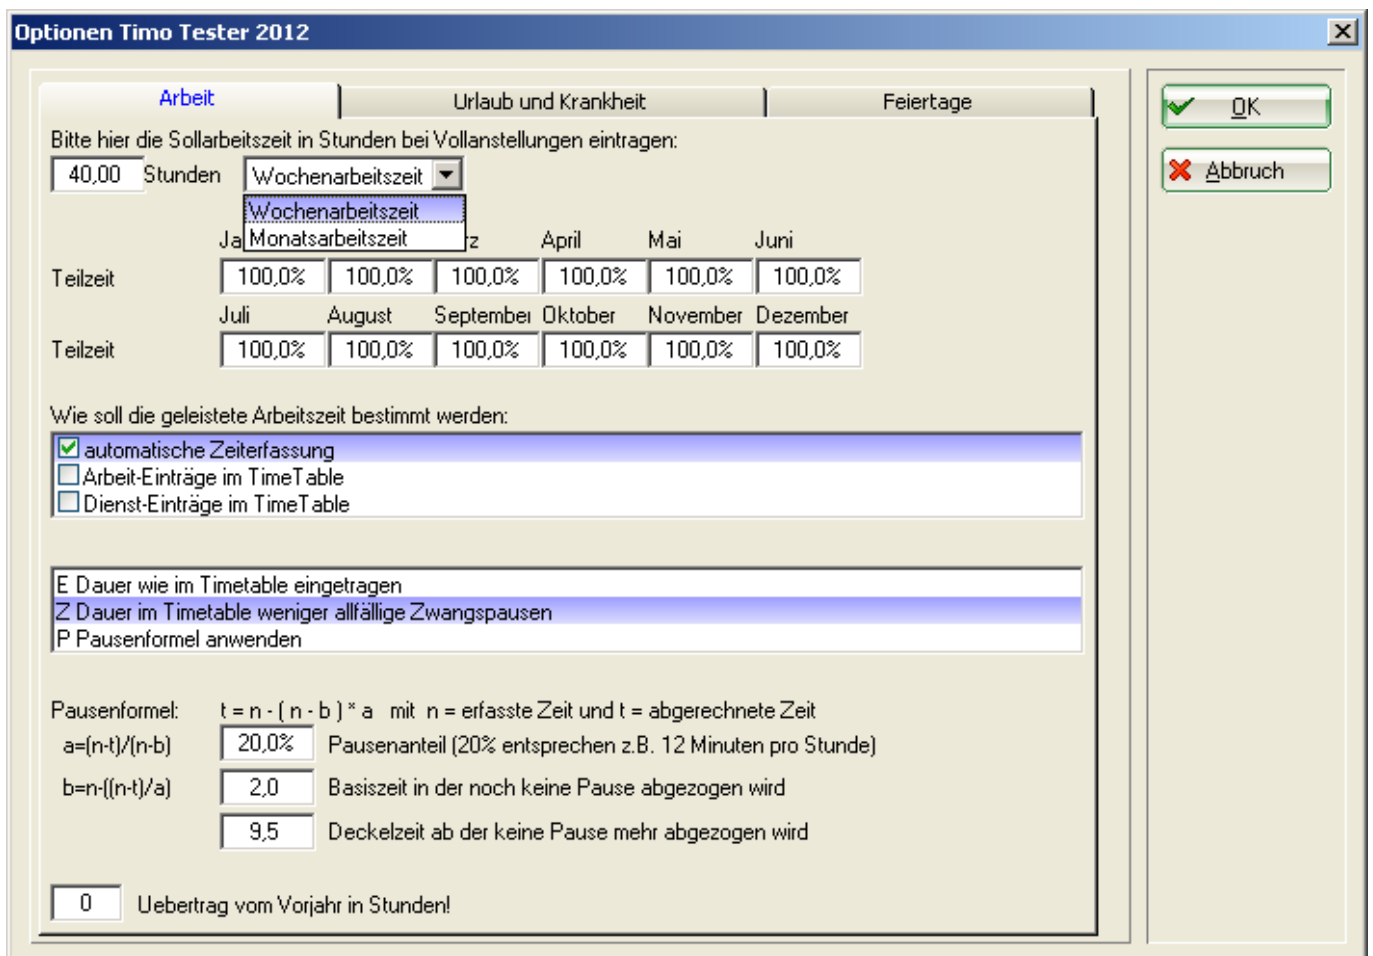 Optionen Timo Tester 2012
Arbeit Urlaub und Krankheit Feiertage
OK
Abbruch
Bitte hier die Sollarbeitszeit in Stunden bei Vollanstellungen eintragen:
40,00 Stunden Wochenarbeitszeit
Wochenarbeitszeit
Monatsarbeitszeit
Ja rz April Mai Juni
Teilzeit 100,0% 100,0% 100,0% 100,0% 100,0% 100,0%
Juli August September Oktober November Dezember
Teilzeit 100,0% 100,0% 100,0% 100,0% 100,0% 100,0%
Wie soll die geleistete Arbeitszeit bestimmt werden:
automatische Zeiterfassung
Arbeit-Einträge im TimeTable
Dienst-Einträge im TimeTable
E Dauer wie im Timetable eingetragen
Z Dauer im Timetable weniger allfällige Zwangspausen
P Pausenformel anwenden
Pausenformel: t = n - ( n - b ) * a mit n = erfasste Zeit und t = abgerechnete Zeit
a=(n-t)/(n-b) 20,0% Pausenanteil (20% entsprechen z.B. 12 Minuten pro Stunde)
b=n-((n-t)/a) 2,0 Basiszeit in der noch keine Pause abgezogen wird
9,5 Deckelzeit ab der keine Pause mehr abgezogen wird
0 Uebertrag vom Vorjahr in Stunden!